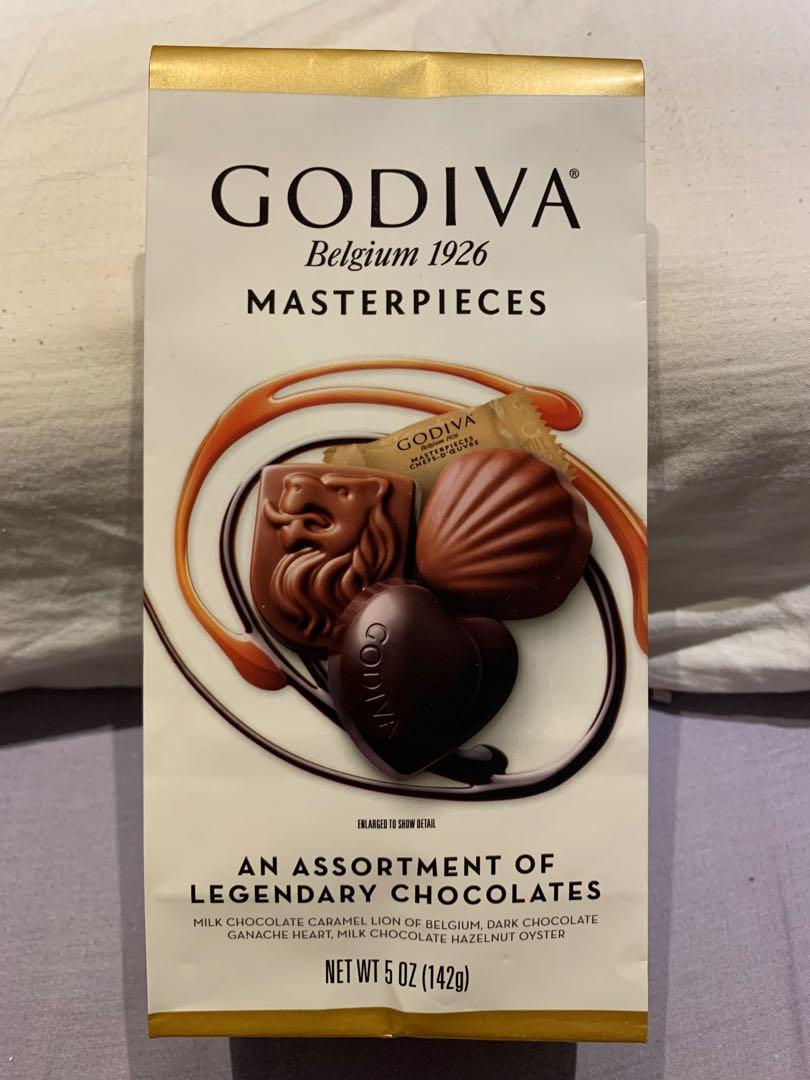 GODIVA®
Belgium 1926
MASTERPIECES
GODIVA
Belgium 1926
MASTERPIECES
CHEFS-D'ŒUVRE
GODIVA
ENLARGED TO SHOW DETAIL
AN ASSORTMENT OF
LEGENDARY CHOCOLATES
MILK CHOCOLATE CARAMEL LION OF BELGIUM, DARK CHOCOLATE
GANACHE HEART, MILK CHOCOLATE HAZELNUT OYSTER
NET WT 5 OZ (142g)